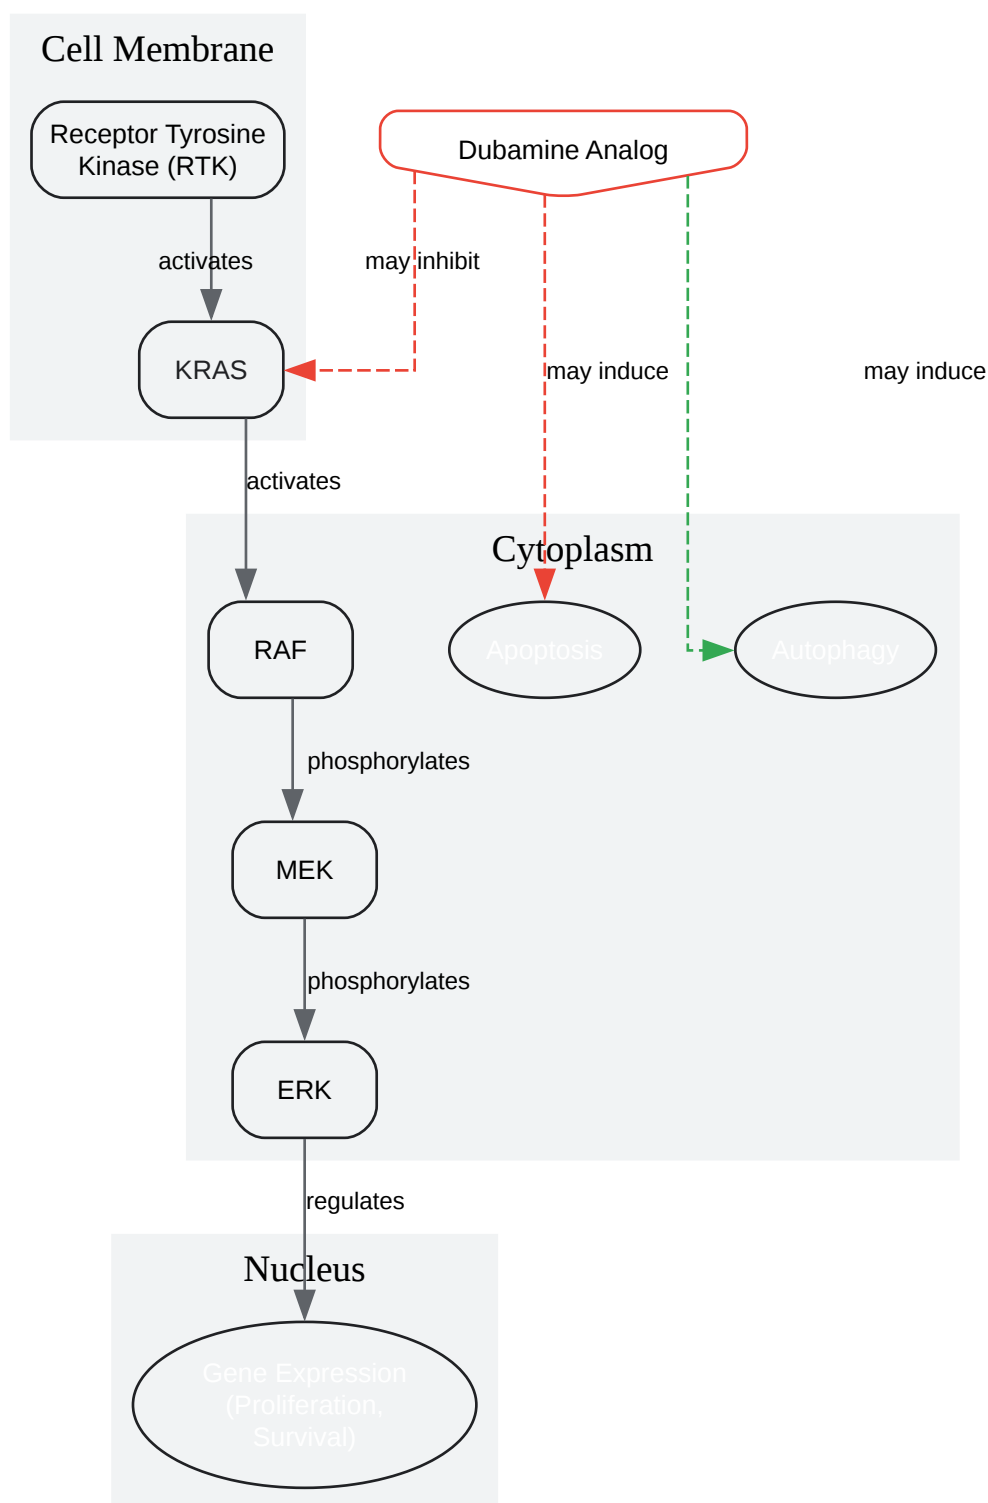 Cell Membrane
Receptor Tyrosine
Kinase (RTK)
Dubamine Analog
activates
may inhibit
KRAS
may induce
may induce
activates
Cytoplasm
RAF
Apoptosis
Autophagy
phosphorylates
MEK
phosphorylates
ERK
regulates
Nucleus
Gene Expression
(Proliferation,
Survival)